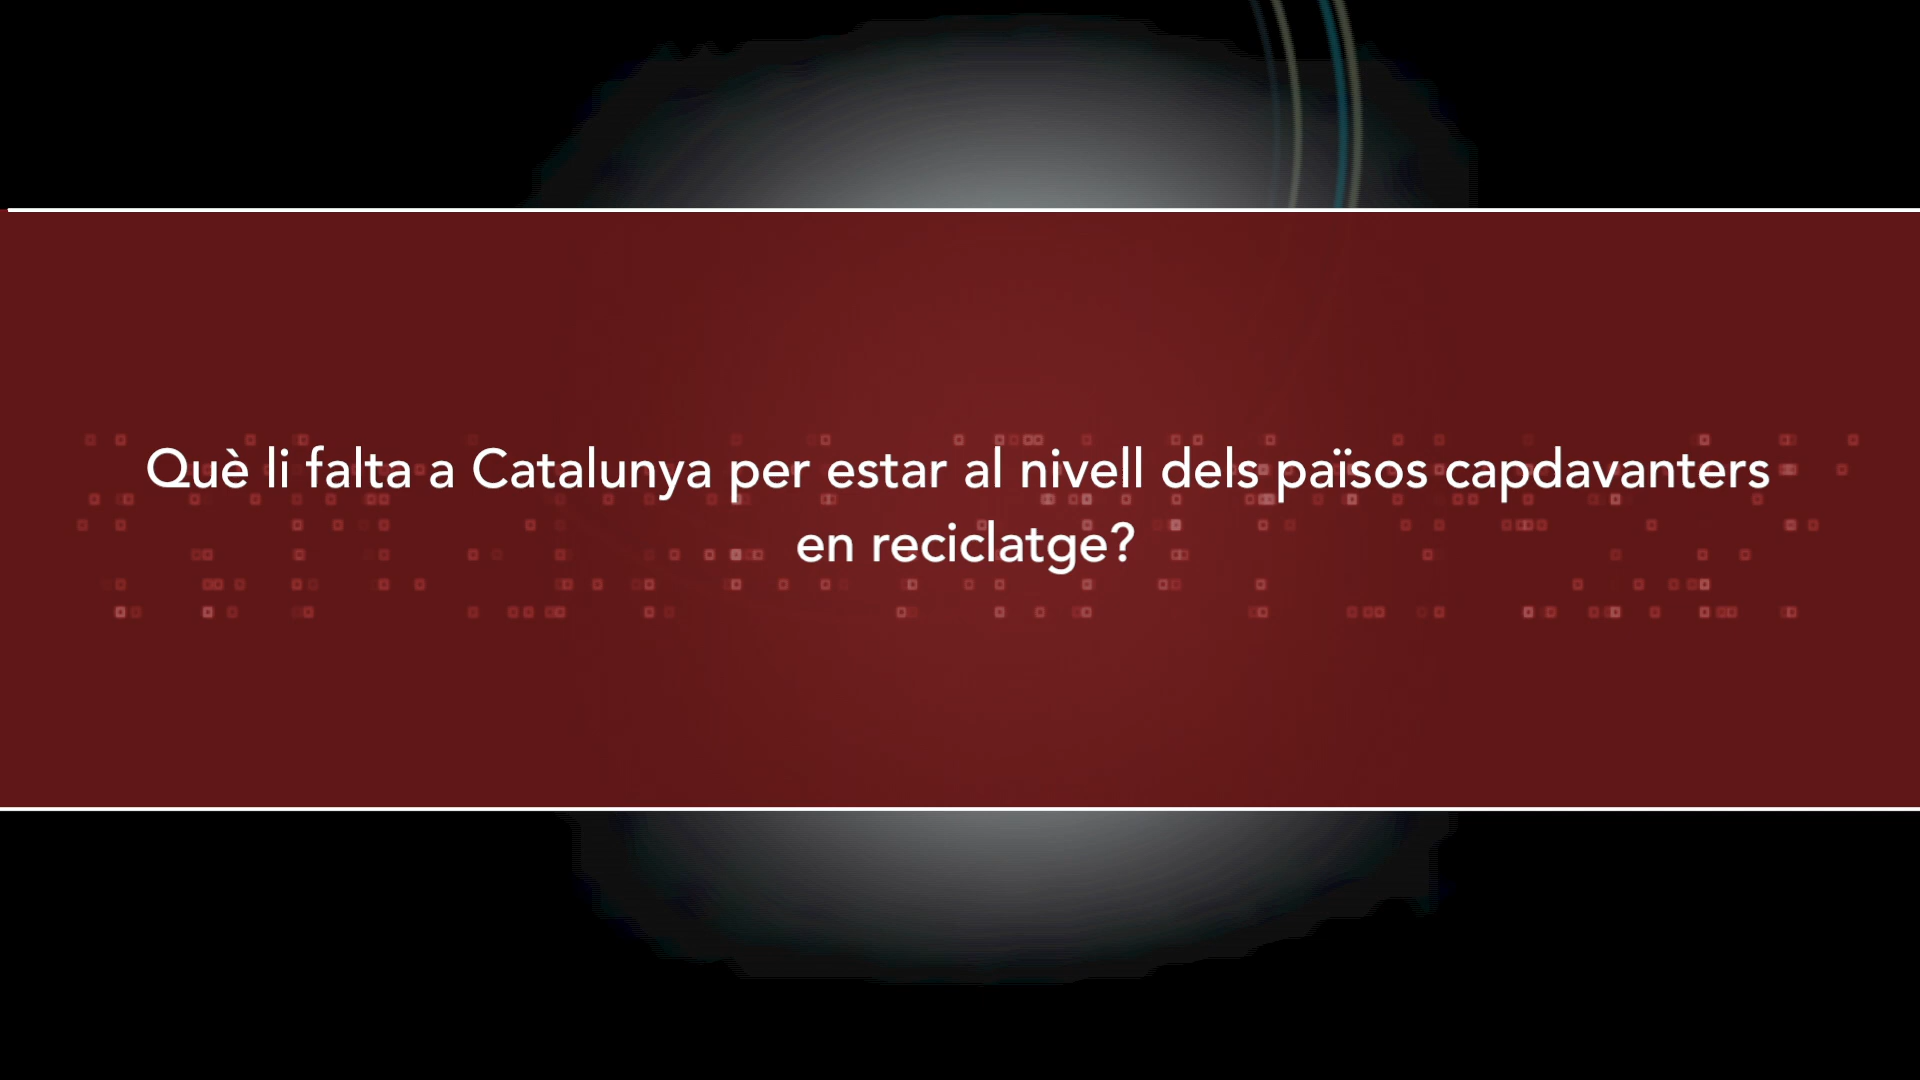 Què li falta a Catalunya per estar al nivell dels països capdavanters
en reciclatge?